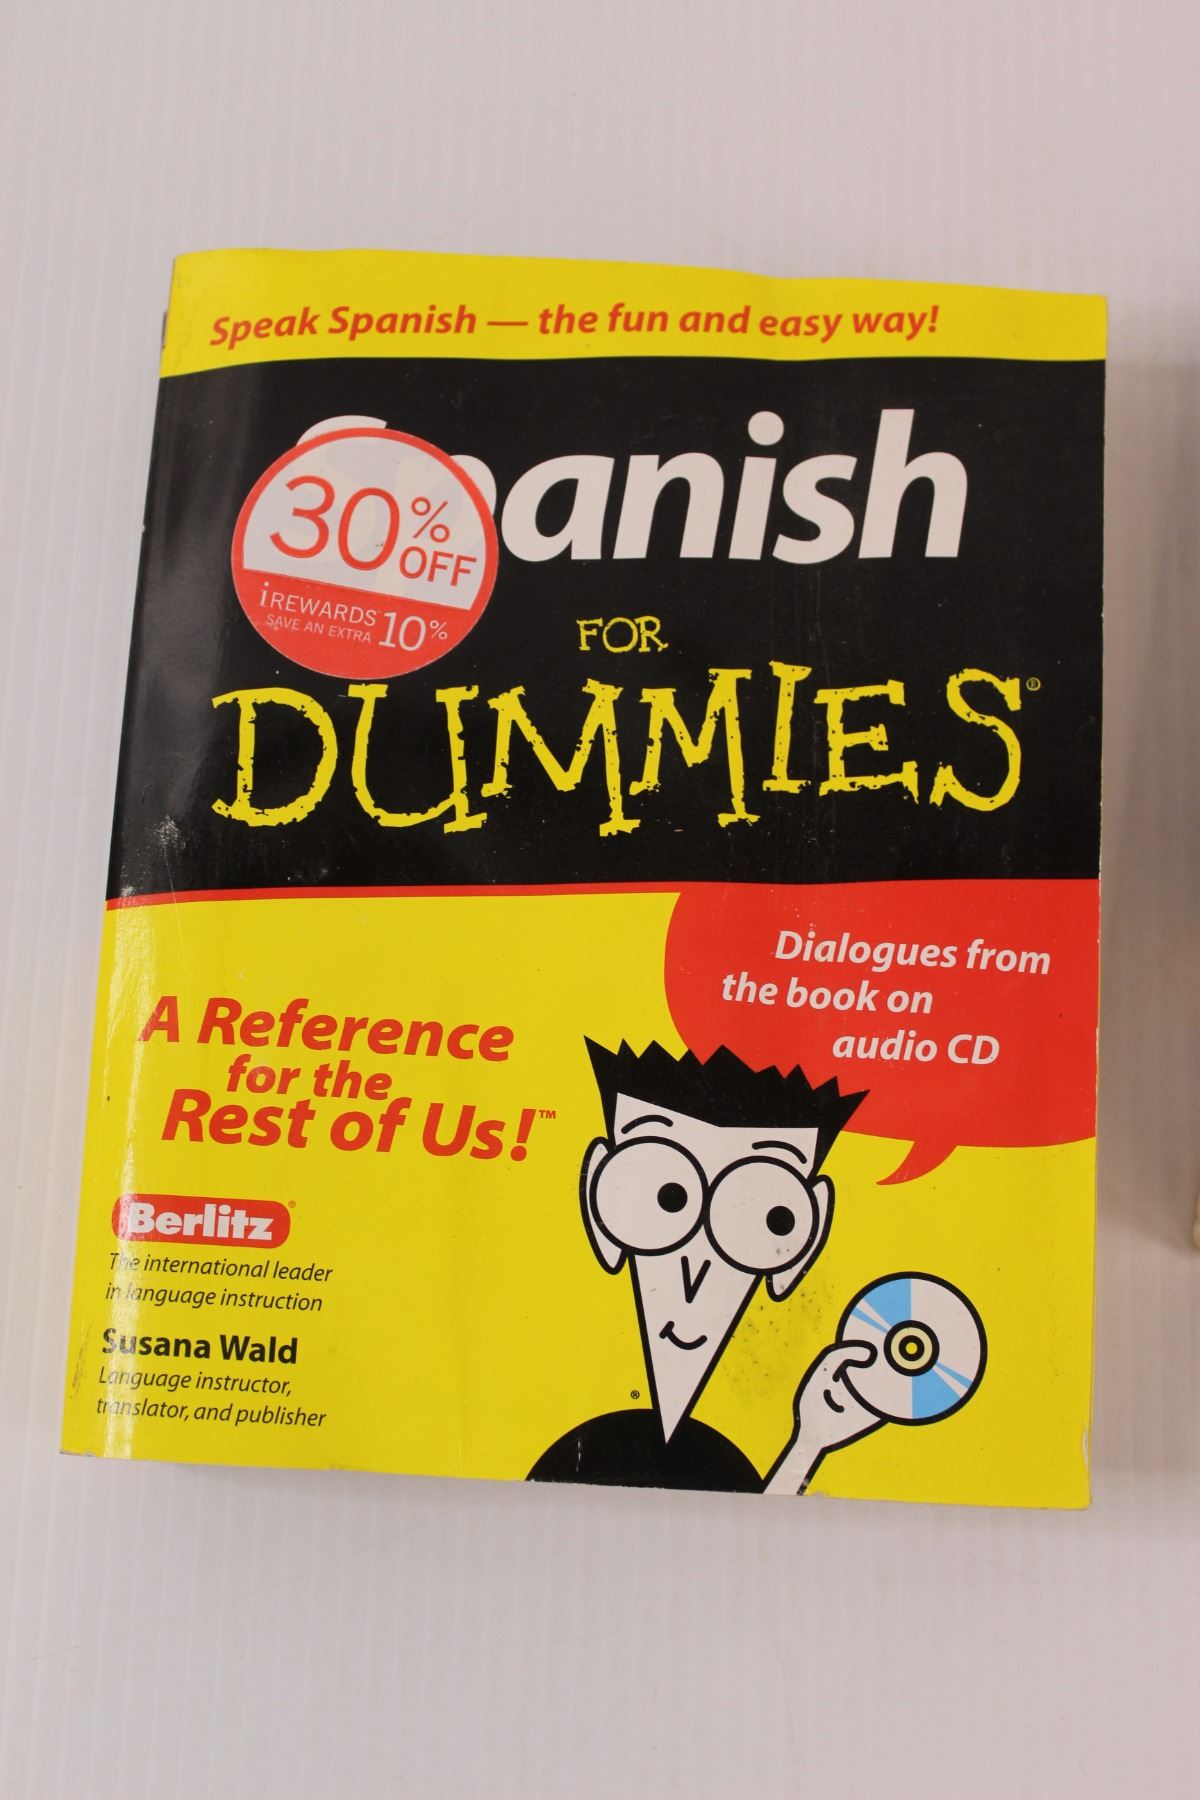 Speak Spanish — the fun and easy way!
Spanish
30% OFF
iREWARDS
SAVE AN EXTRA 10%
FOR
DUMMIES®
Dialogues from
the book on
audio CD
A Reference
for the
Rest of Us!™
Berlitz®
The international leader
in language instruction
Susana Wald
Language instructor,
translator, and publisher
®